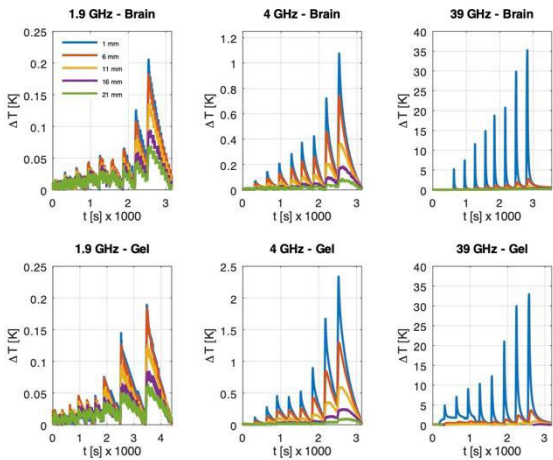 1.9 GHz - Brain
4 GHz - Brain
39 GHz - Brain
0.25
0.2
0.15
0.1
0.05
0
Δ T [K]
1 mm
6 mm
11 mm
16 mm
21 mm
0 1 2 3
t [s] x 1000
1.2
1.0
0.8
0.6
0.4
0.2
0
Δ T [K]
0 1 2 3
t [s] x 1000
40
35
30
25
20
15
10
5
0
Δ T [K]
0 1 2 3
t [s] x 1000
1.9 GHz - Gel
4 GHz - Gel
39 GHz - Gel
0.25
0.2
0.15
0.1
0.05
0
Δ T [K]
0 1 2 3 4
t [s] x 1000
2.5
2
1.5
1
0.5
0
Δ T [K]
0 1 2 3
t [s] x 1000
40
35
30
25
20
15
10
5
0
Δ T [K]
0 1 2 3
t [s] x 1000